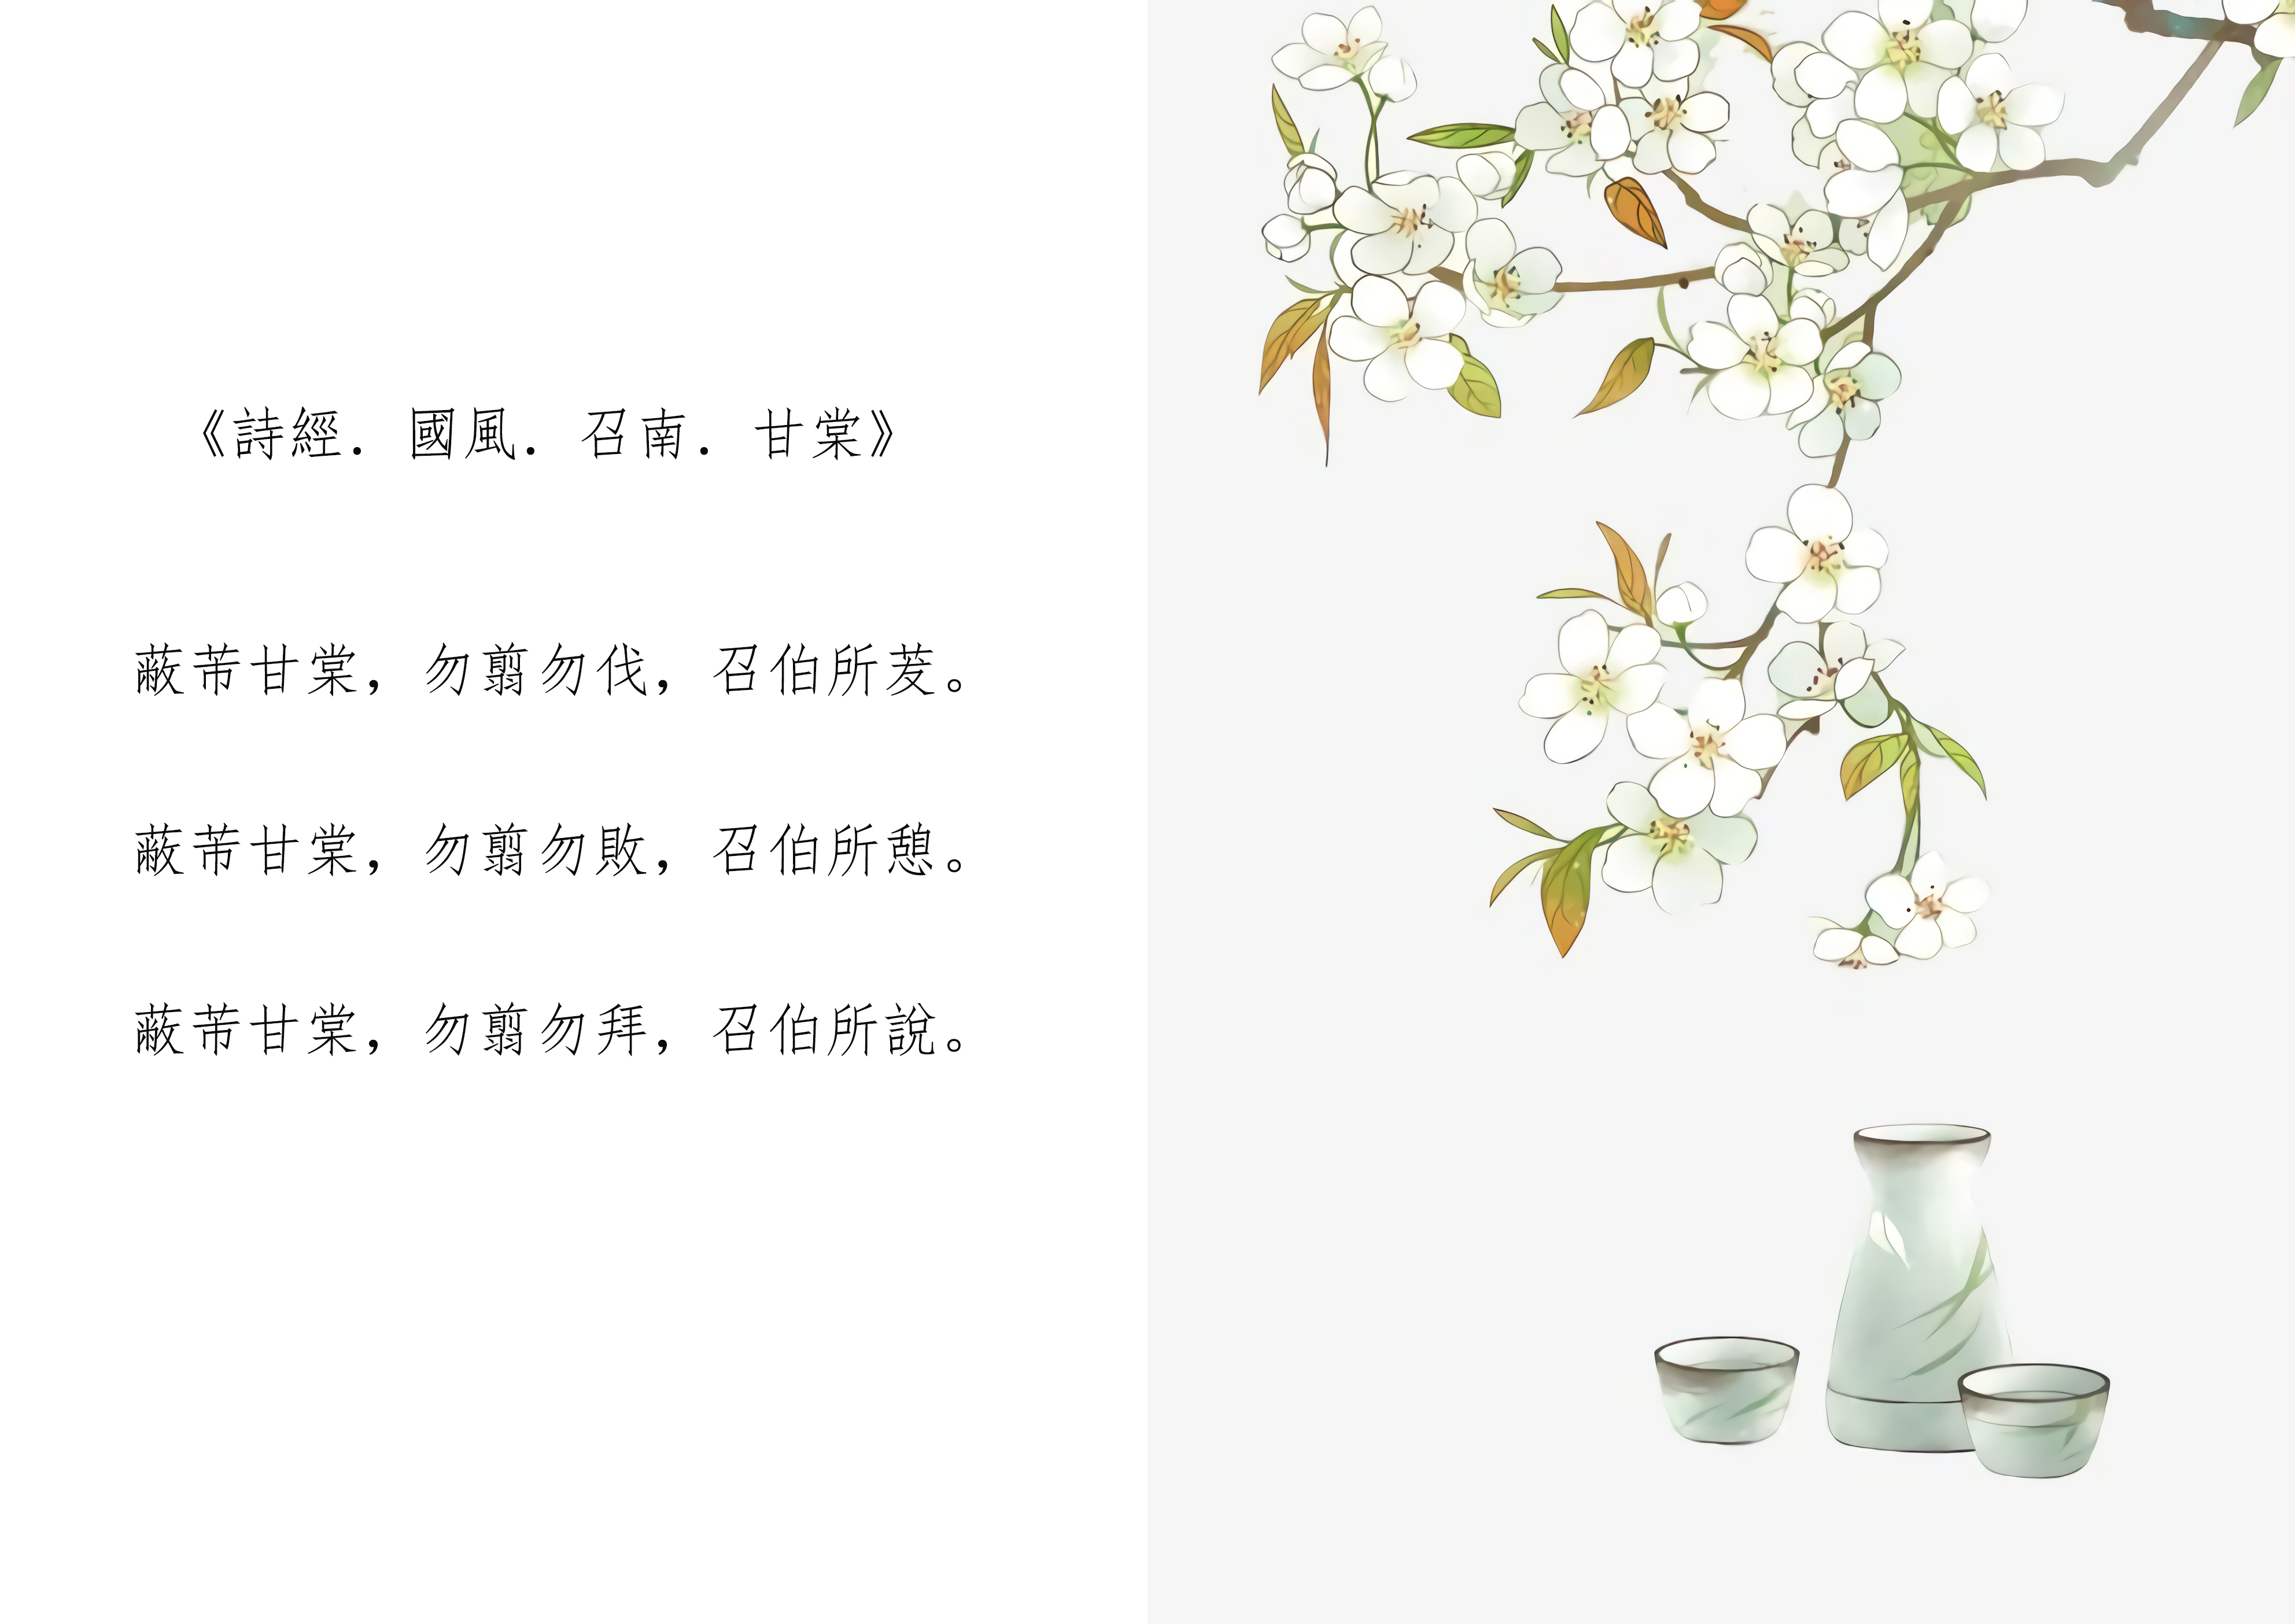 《詩經．國風．召南．甘棠》
蔽芾甘棠，勿翦勿伐，召伯所茇。
蔽芾甘棠，勿翦勿敗，召伯所憩。
蔽芾甘棠，勿翦勿拜，召伯所說。